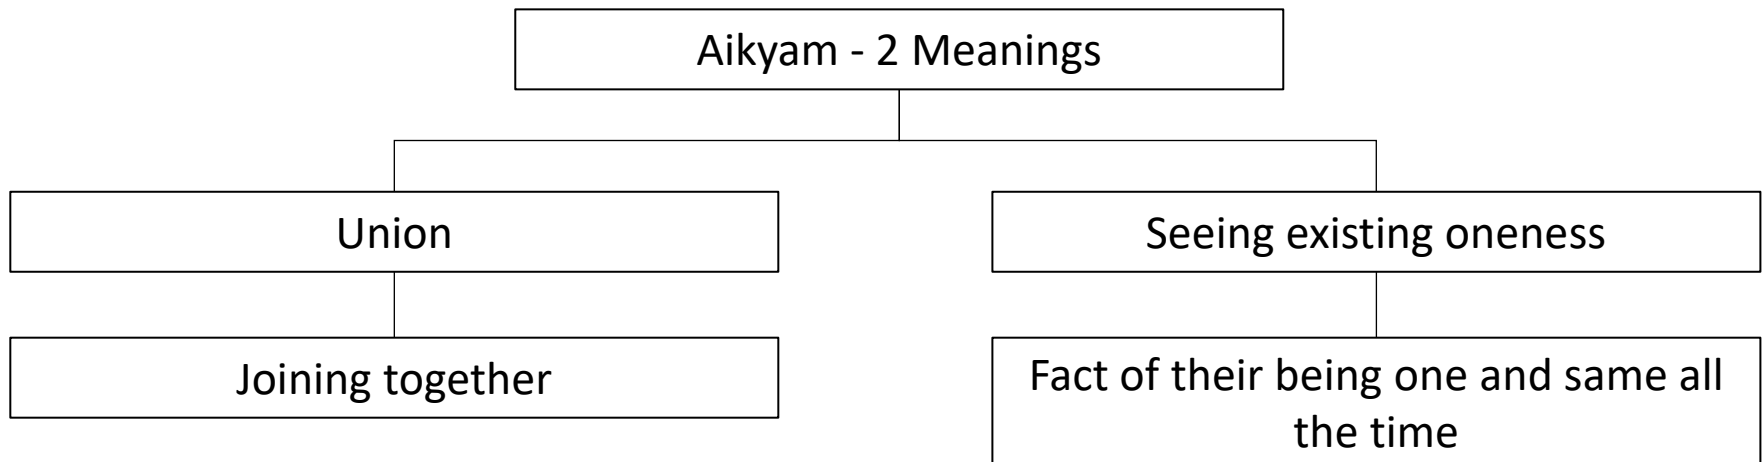 Aikyam - 2 Meanings
Union
Seeing existing oneness
Joining together
Fact of their being one and same all
the time